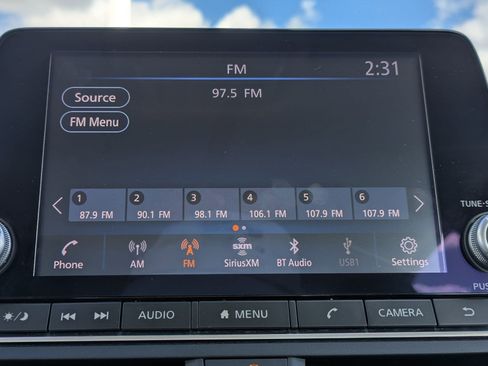 FM 2:31
97.5 FM
Source
FM Menu
1 2 3 4 5 6
87.9 FM 90.1 FM 98.1 FM 106.1 FM 107.9 FM 107.9 FM
sxm
Phone AM FM SiriusXM BT Audio USB1 Settings
TUNE·S
PUS
AUDIO MENU CAMERA